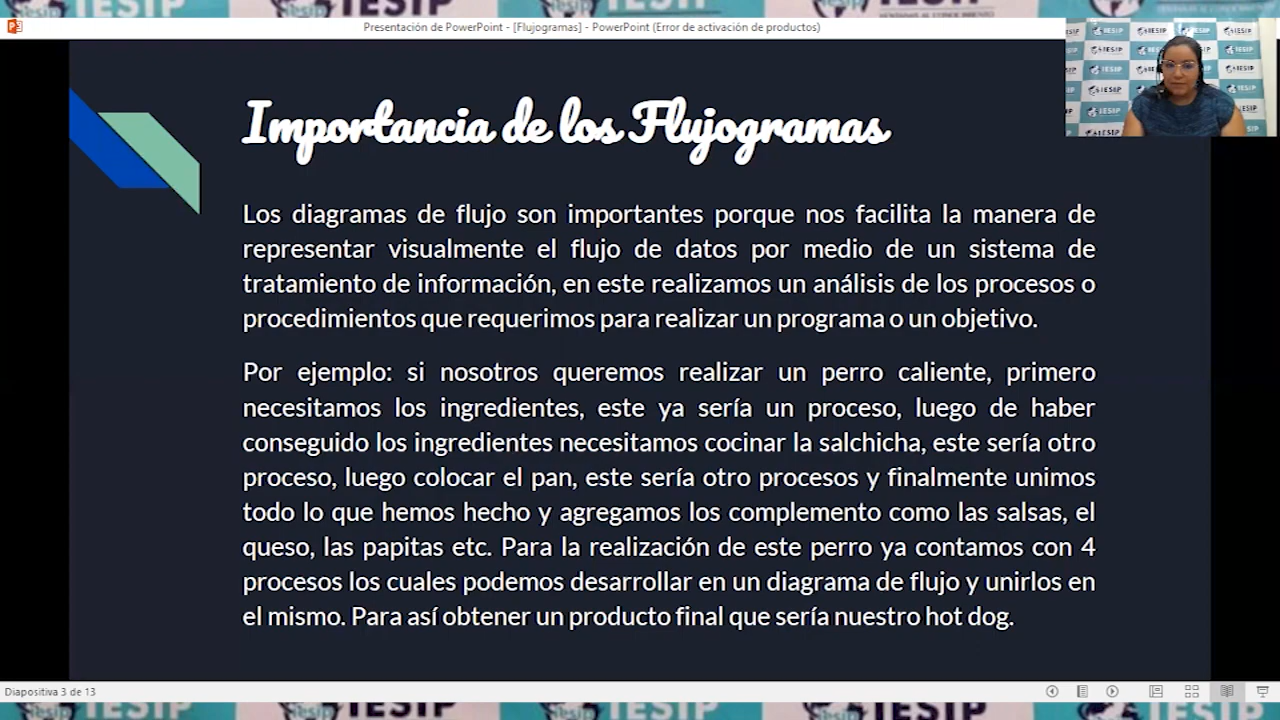 Presentación de PowerPoint - [Flujogramas] - PowerPoint (Error de activación de productos)
Importancia de los Flujogramas
Los diagramas de flujo son importantes porque nos facilita la manera de
representar visualmente el flujo de datos por medio de un sistema de
tratamiento de información, en este realizamos un análisis de los procesos o
procedimientos que requerimos para realizar un programa o un objetivo.
Por ejemplo: si nosotros queremos realizar un perro caliente, primero
necesitamos los ingredientes, este ya sería un proceso, luego de haber
conseguido los ingredientes necesitamos cocinar la salchicha, este sería otro
proceso, luego colocar el pan, este sería otro procesos y finalmente unimos
todo lo que hemos hecho y agregamos los complemento como las salsas, el
queso, las papitas etc. Para la realización de este perro ya contamos con 4
procesos los cuales podemos desarrollar en un diagrama de flujo y unirlos en
el mismo. Para así obtener un producto final que sería nuestro hot dog.
Diapositiva 3 de 13